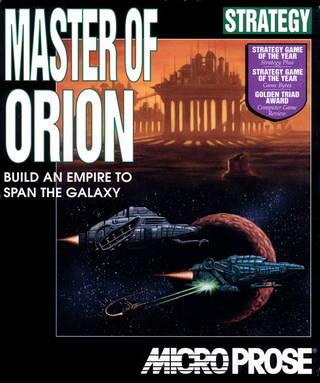 MASTER OF
ORION
BUILD AN EMPIRE TO
SPAN THE GALAXY
STRATEGY
STRATEGY GAME
OF THE YEAR
Strategy Plus
STRATEGY GAME
OF THE YEAR
Game Bytes
GOLDEN TRIAD
AWARD
Computer Game
Review
MICROPROSE